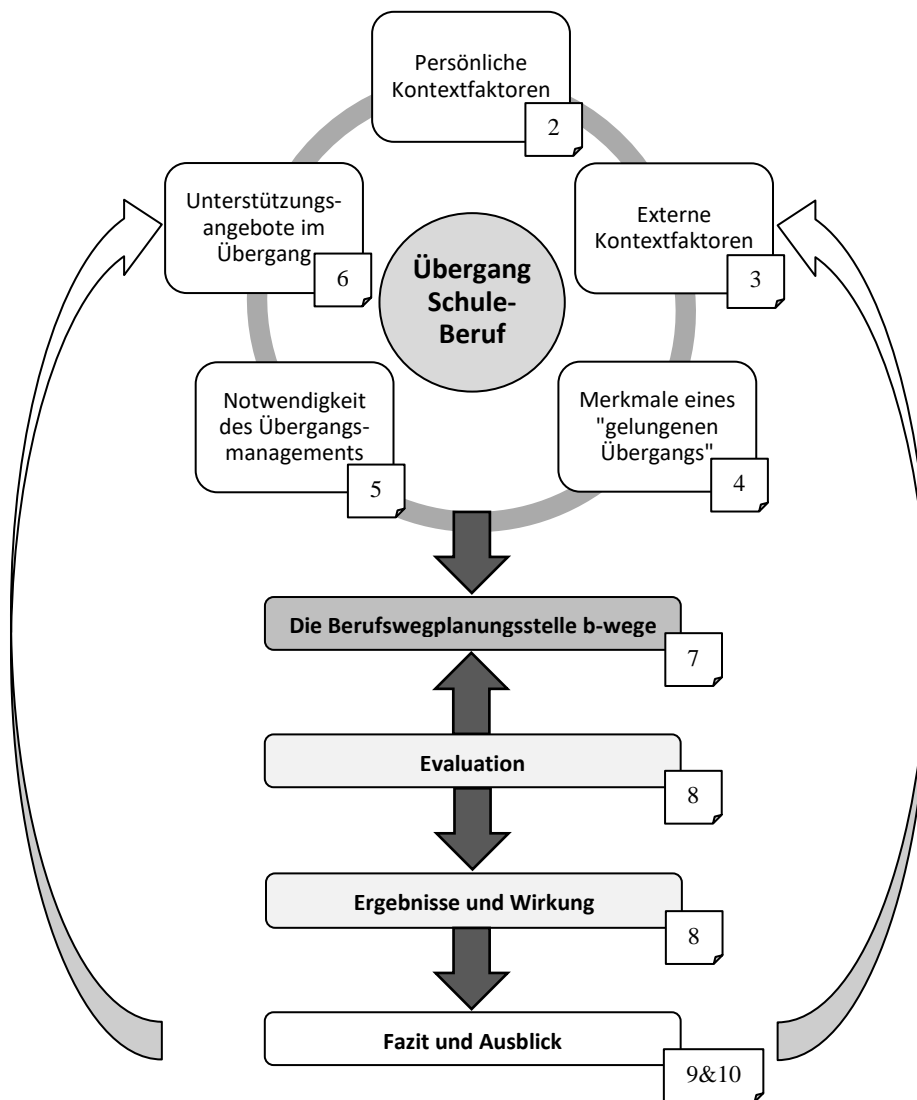 Persönliche
Kontextfaktoren
2
Unterstützungs-
angebote im
Übergang
6
Externe
Kontextfaktoren
3
Übergang
Schule-
Beruf
Notwendigkeit
des Übergangs-
managements
5
Merkmale eines
"gelungenen
Übergangs"
4
Die Berufswegplanungsstelle b-wege
7
Evaluation
8
Ergebnisse und Wirkung
8
Fazit und Ausblick
9&10